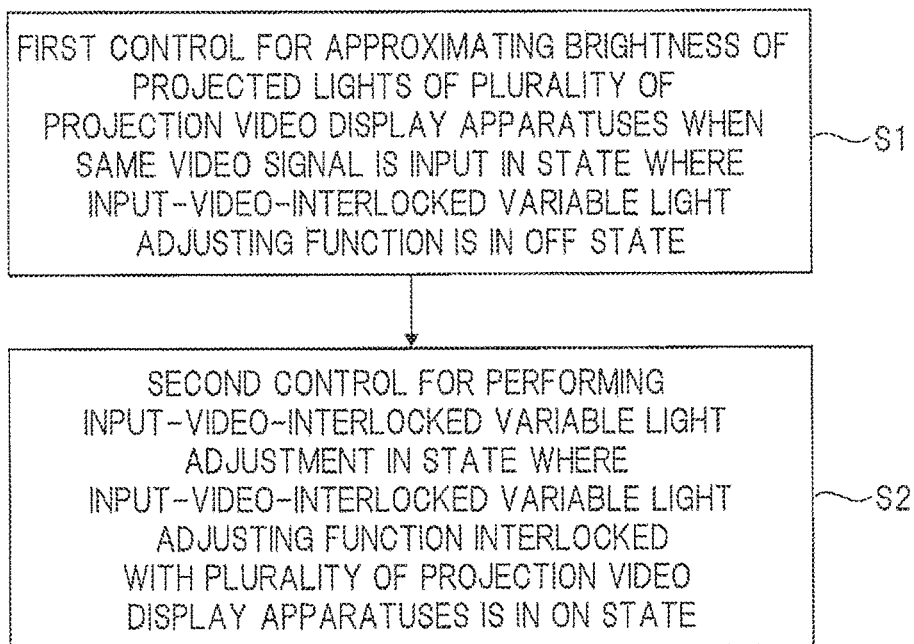 FIRST CONTROL FOR APPROXIMATING BRIGHTNESS OF
PROJECTED LIGHTS OF PLURALITY OF
PROJECTION VIDEO DISPLAY APPARATUSES WHEN
SAME VIDEO SIGNAL IS INPUT IN STATE WHERE
INPUT-VIDEO-INTERLOCKED VARIABLE LIGHT
ADJUSTING FUNCTION IS IN OFF STATE
S1
SECOND CONTROL FOR PERFORMING
INPUT-VIDEO-INTERLOCKED VARIABLE LIGHT
ADJUSTMENT IN STATE WHERE
INPUT-VIDEO-INTERLOCKED VARIABLE LIGHT
ADJUSTING FUNCTION INTERLOCKED
WITH PLURALITY OF PROJECTION VIDEO
DISPLAY APPARATUSES IS IN ON STATE
S2